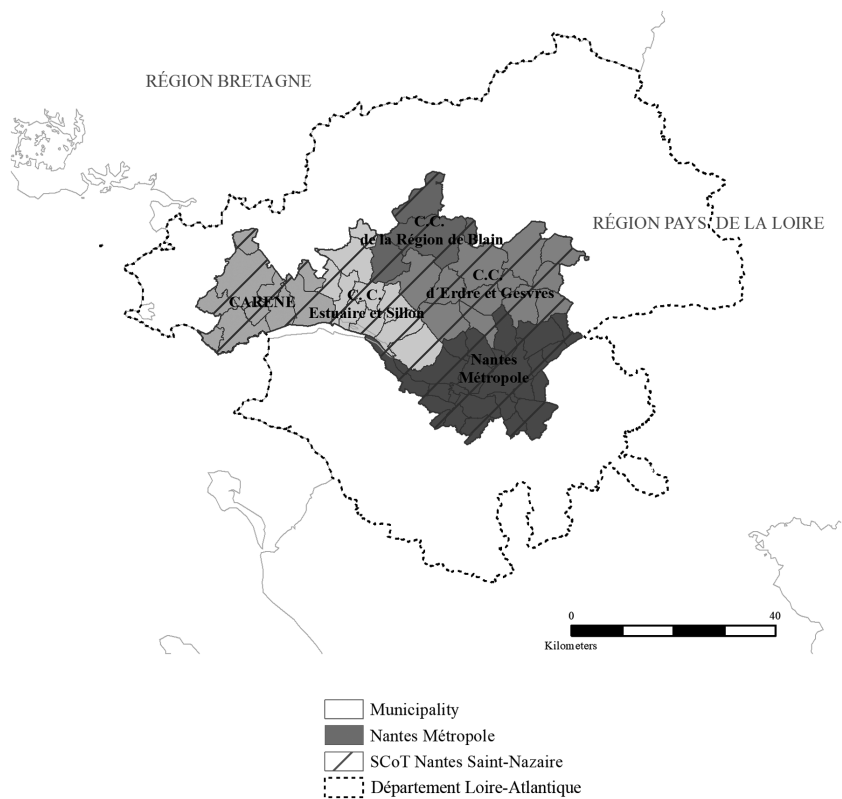 RÉGION BRETAGNE
RÉGION PAYS DE LA LOIRE
C.C.
de la Région de Blain
C.C.
d'Erdre et Gesvres
CARENE
C. C.
Estuaire et Sillon
Nantes
Métropole
0 40
Kilometers
Municipality
Nantes Métropole
SCoT Nantes Saint-Nazaire
Département Loire-Atlantique